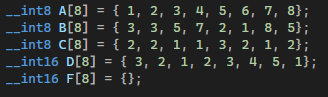 __int8 A[8] = { 1, 2, 3, 4, 5, 6, 7, 8};
__int8 B[8] = { 3, 3, 5, 7, 2, 1, 8, 5};
__int8 C[8] = { 2, 2, 1, 1, 3, 2, 1, 2};
__int16 D[8] = { 3, 2, 1, 2, 3, 4, 5, 1};
__int16 F[8] = {};